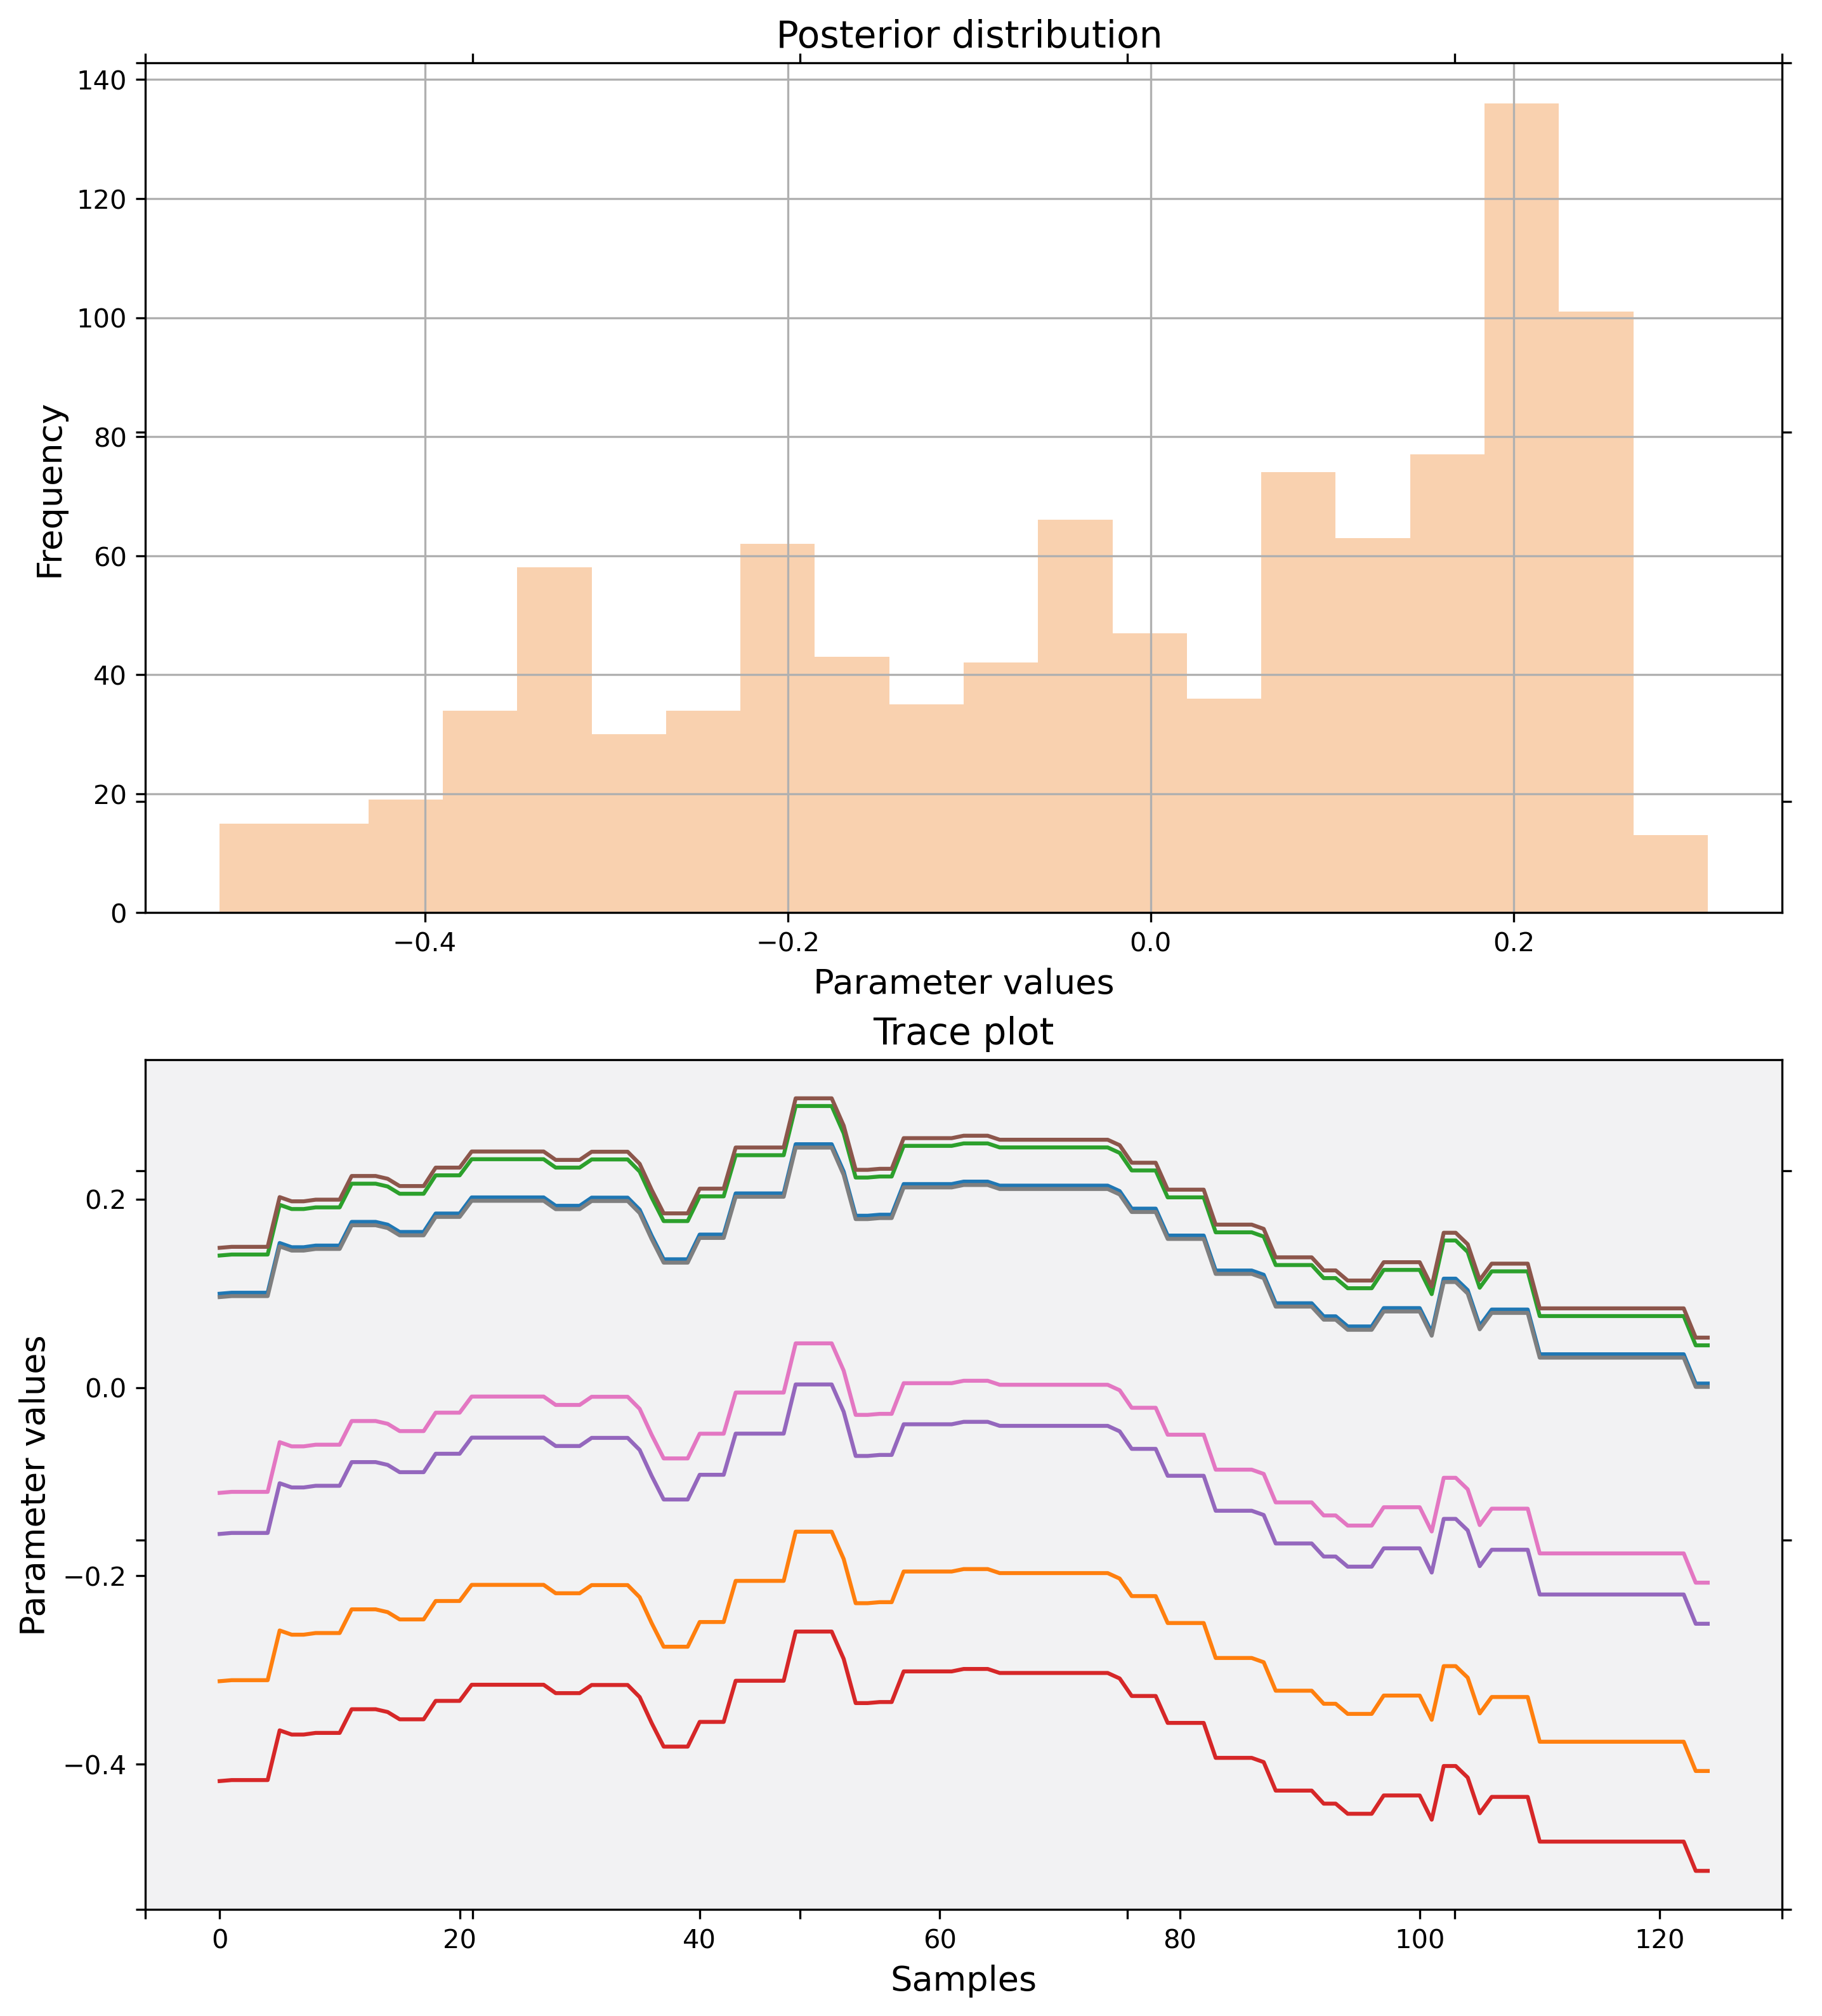 Posterior distribution
140
120
100
80
60
40
20
0
Frequency
−0.4 −0.2 0.0 0.2
Parameter values
Trace plot
0.2
0.0
−0.2
−0.4
Parameter values
0 20 40 60 80 100 120
Samples